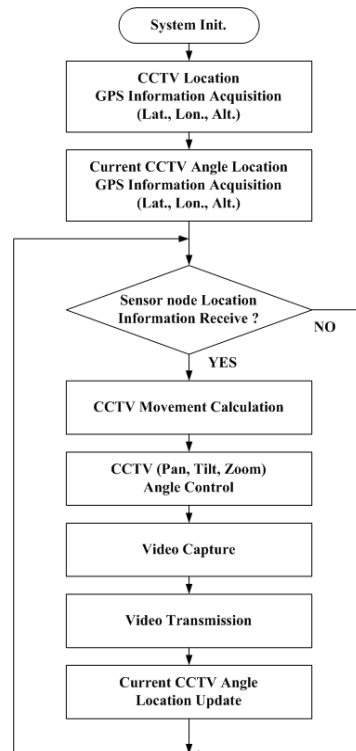 System Init.
CCTV Location
GPS Information Acquisition
(Lat., Lon., Alt.)
Current CCTV Angle Location
GPS Information Acquisition
(Lat., Lon., Alt.)
Sensor node Location
Information Receive ?
NO
YES
CCTV Movement Calculation
CCTV (Pan, Tilt, Zoom)
Angle Control
Video Capture
Video Transmission
Current CCTV Angle
Location Update